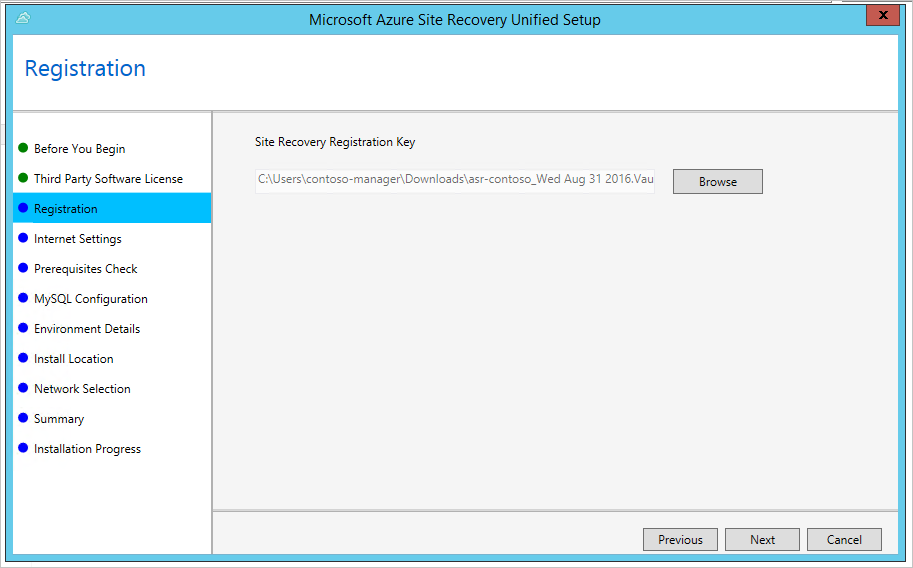 Microsoft Azure Site Recovery Unified Setup
x
Registration
Before You Begin
Third Party Software License
Registration
Internet Settings
Prerequisites Check
MySQL Configuration
Environment Details
Install Location
Network Selection
Summary
Installation Progress
Site Recovery Registration Key
C:\Users\contoso-manager\Downloads\asr-contoso_Wed Aug 31 2016.Vau
Browse
Previous
Next
Cancel